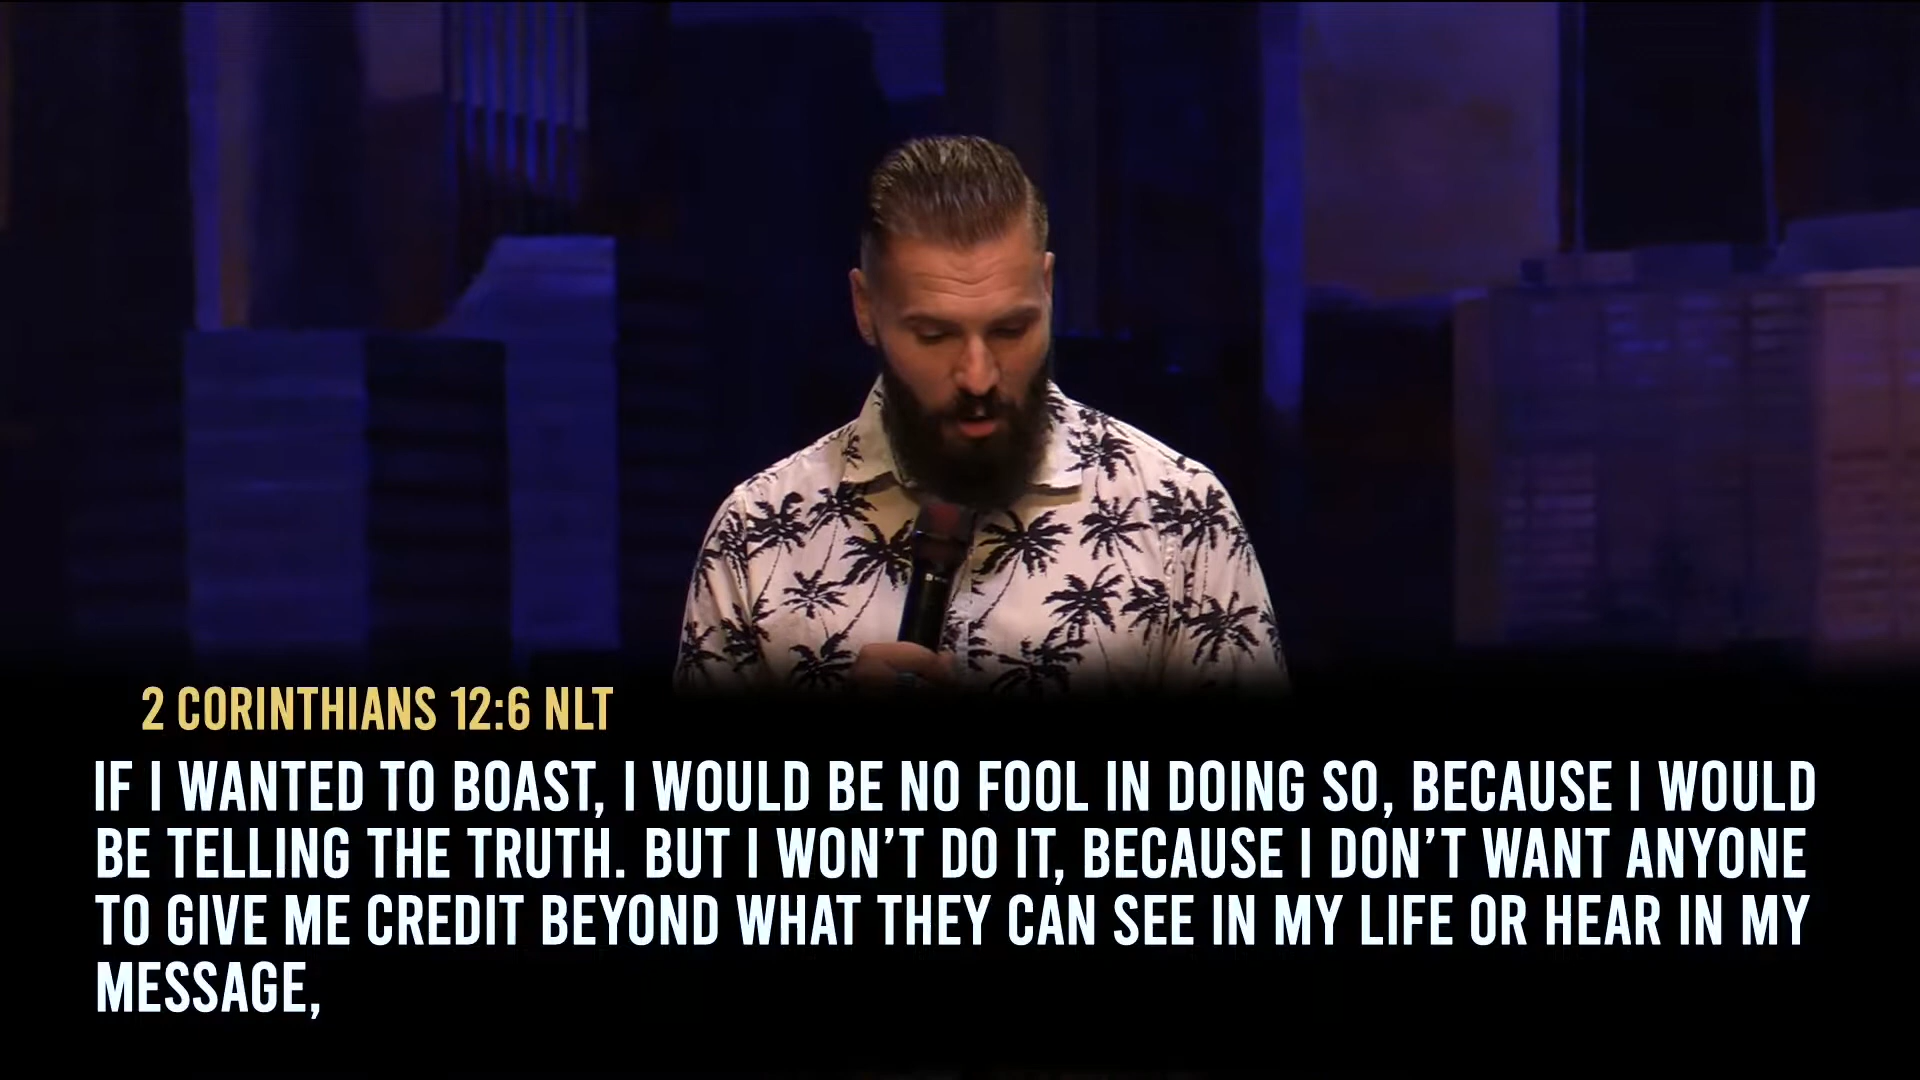 2 CORINTHIANS 12:6 NLT
IF I WANTED TO BOAST, I WOULD BE NO FOOL IN DOING SO, BECAUSE I WOULD
BE TELLING THE TRUTH. BUT I WON’T DO IT, BECAUSE I DON’T WANT ANYONE
TO GIVE ME CREDIT BEYOND WHAT THEY CAN SEE IN MY LIFE OR HEAR IN MY
MESSAGE,